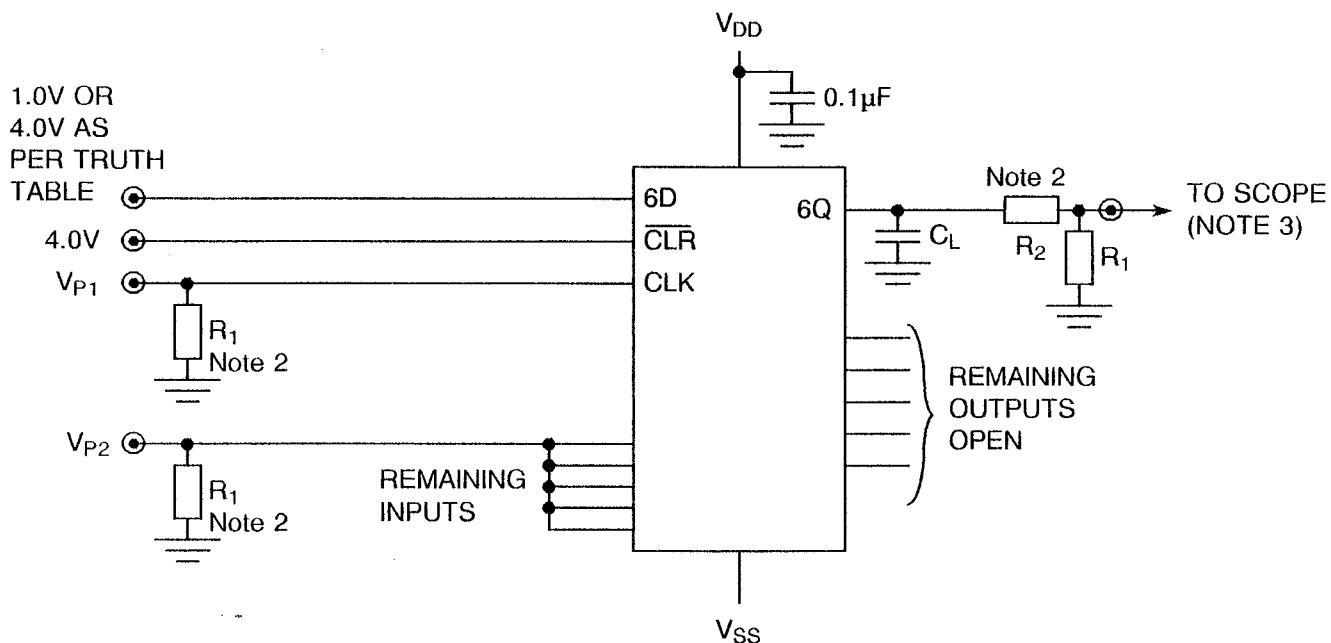 V_DD
0.1μF
1.0V OR
4.0V AS
PER TRUTH
TABLE
6D
Note 2
TO SCOPE
(NOTE 3)
6Q
4.0V
CLR
C_L
R_2
R_1
V_P1
CLK
R_1
Note 2
REMAINING
OUTPUTS
OPEN
V_P2
REMAINING
INPUTS
R_1
Note 2
V_SS